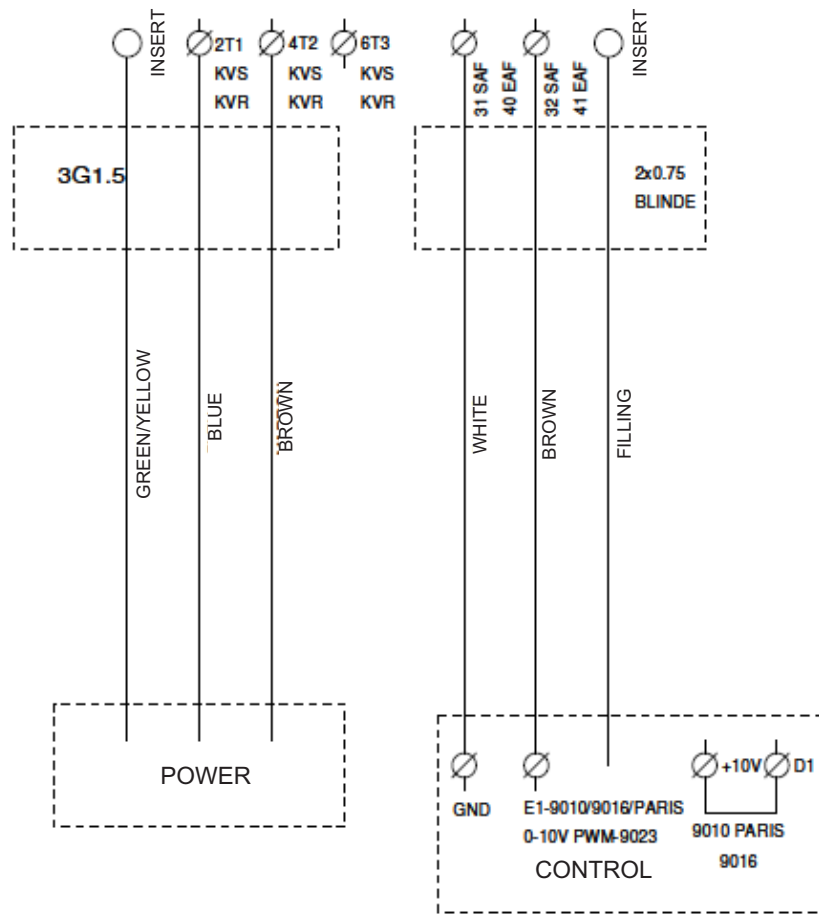 INSERT
2T1
KVS
KVR
4T2
KVS
KVR
6T3
KVS
KVR
31 SAF
40 EAF
32 SAF
41 EAF
INSERT
3G1.5
2x0.75
BLINDE
GREEN/YELLOW
BLUE
BROWN
WHITE
BROWN
FILLING
POWER
GND
E1-9010/9016/PARIS
0-10V PWM-9023
+10V
D1
9010 PARIS
9016
CONTROL